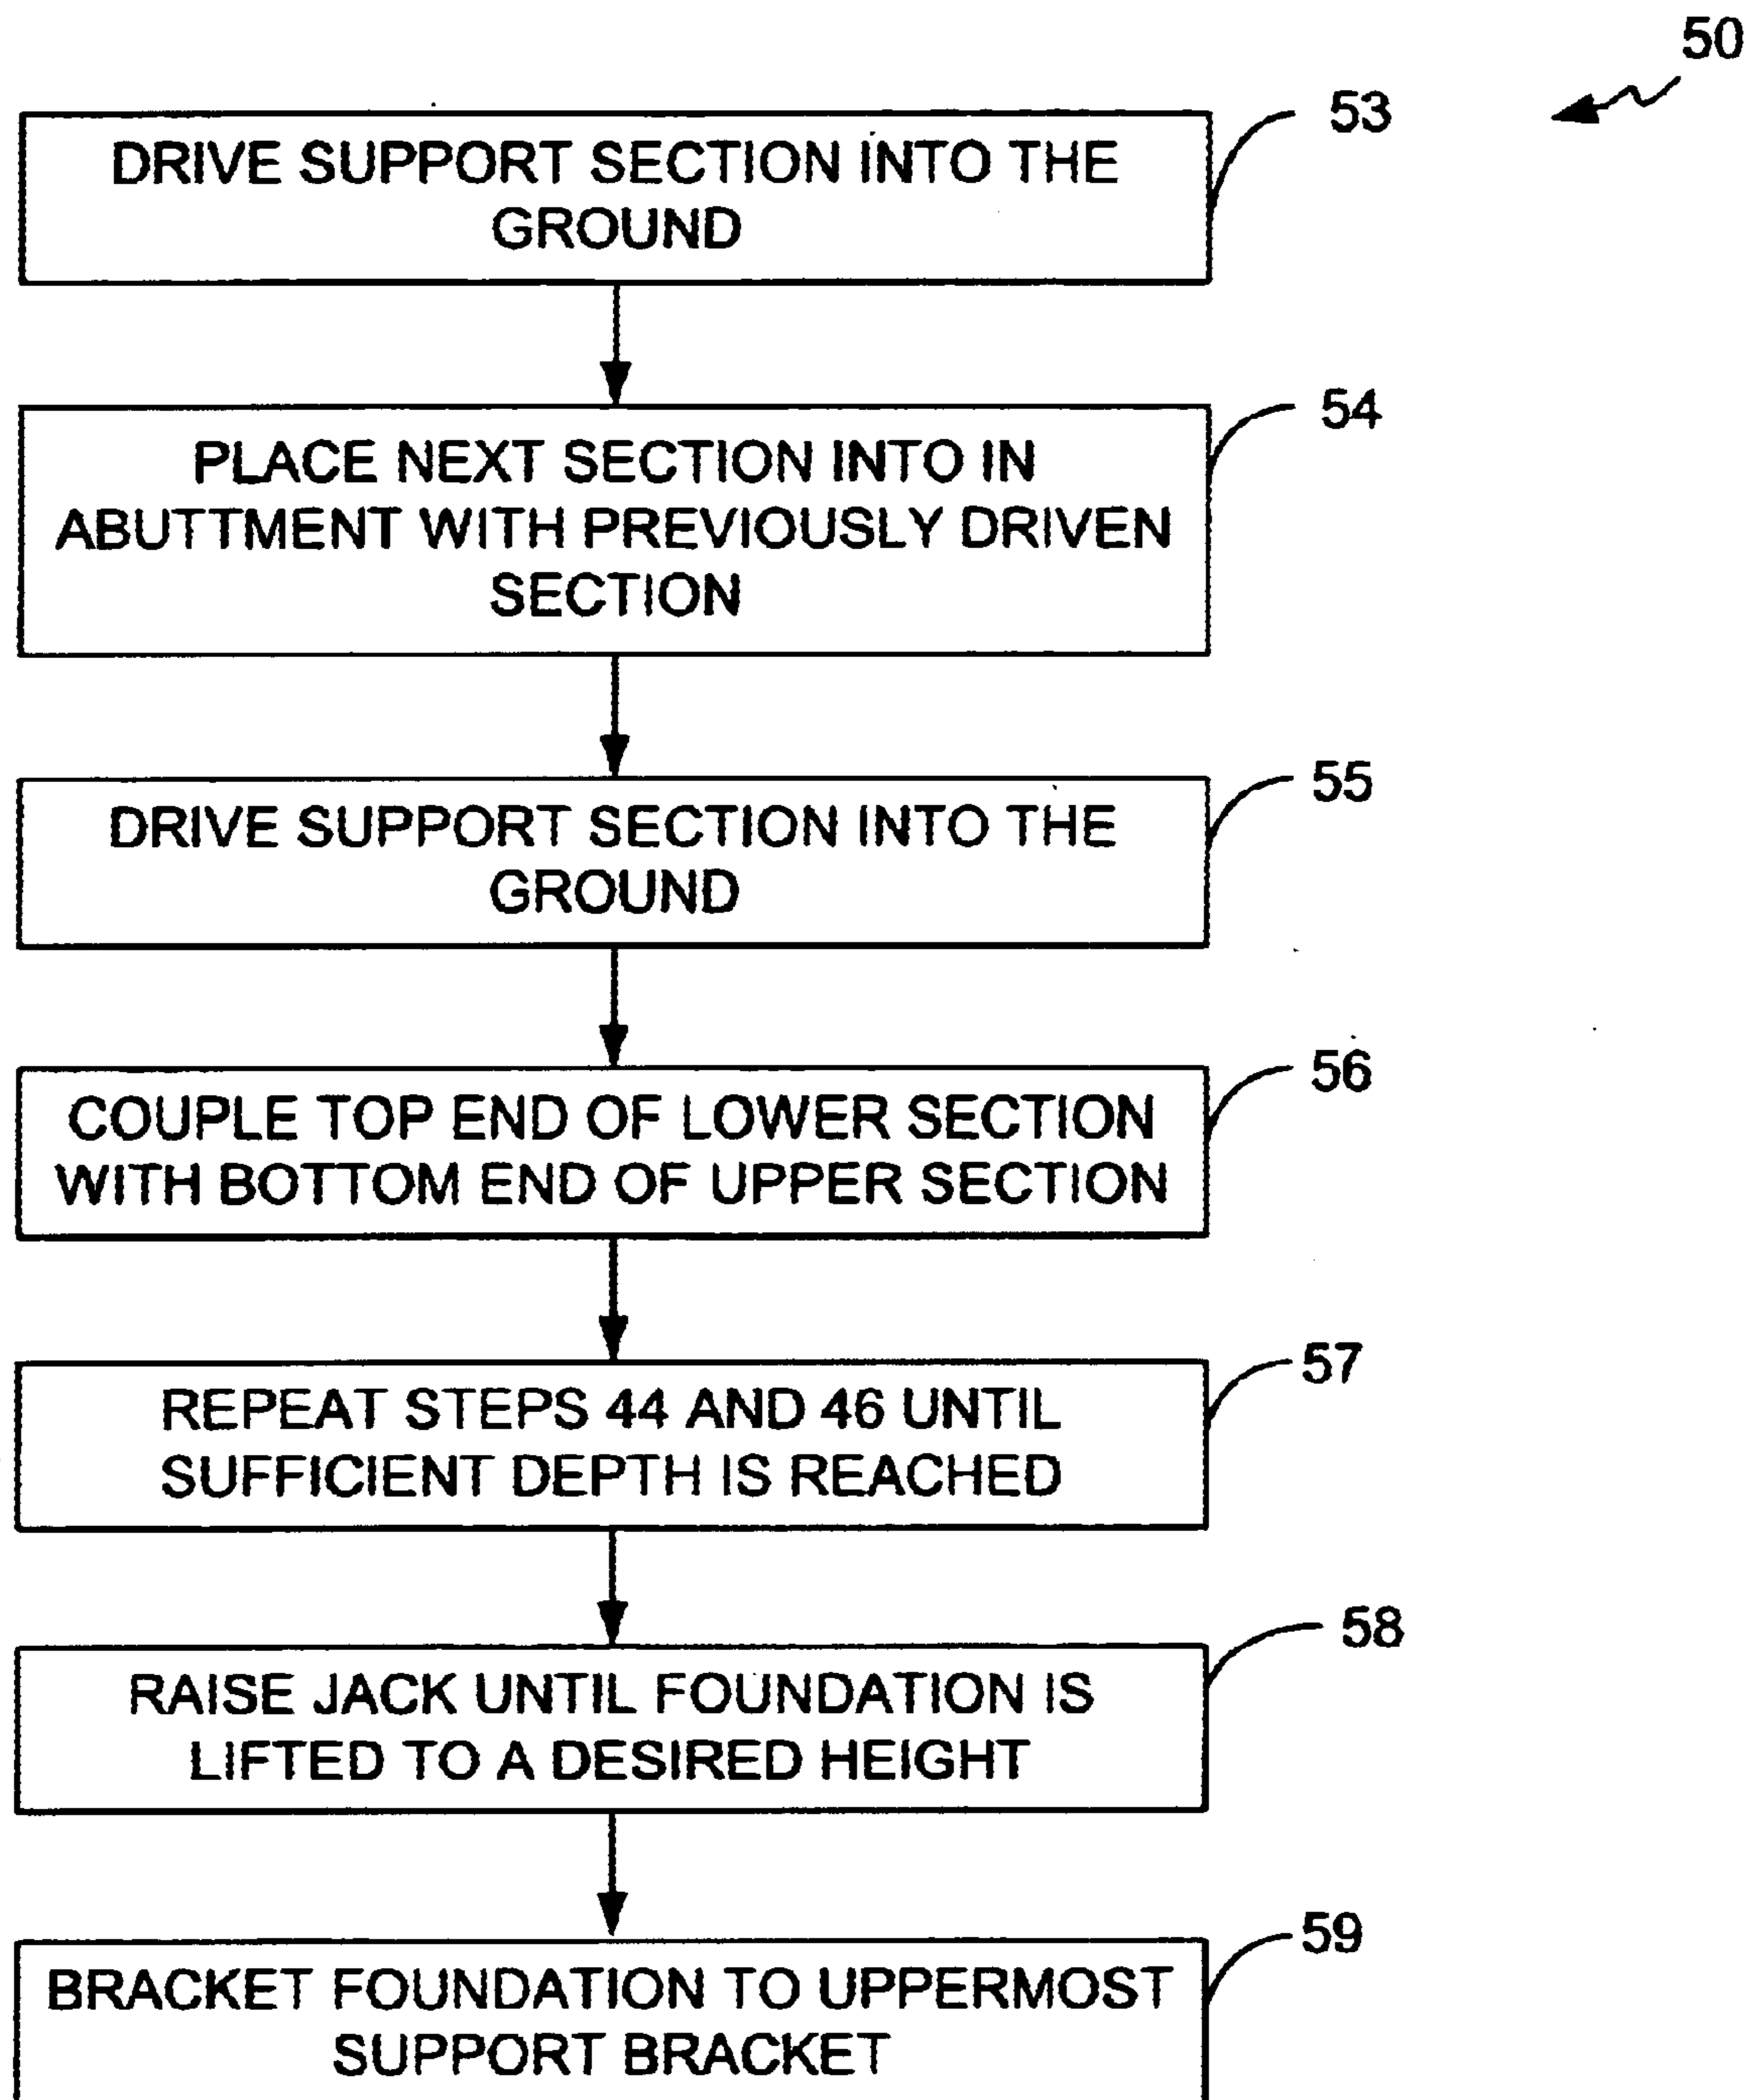 50
53
DRIVE SUPPORT SECTION INTO THE
GROUND
54
PLACE NEXT SECTION INTO IN
ABUTTMENT WITH PREVIOUSLY DRIVEN
SECTION
55
DRIVE SUPPORT SECTION INTO THE
GROUND
56
COUPLE TOP END OF LOWER SECTION
WITH BOTTOM END OF UPPER SECTION
57
REPEAT STEPS 44 AND 46 UNTIL
SUFFICIENT DEPTH IS REACHED
58
RAISE JACK UNTIL FOUNDATION IS
LIFTED TO A DESIRED HEIGHT
59
BRACKET FOUNDATION TO UPPERMOST
SUPPORT BRACKET